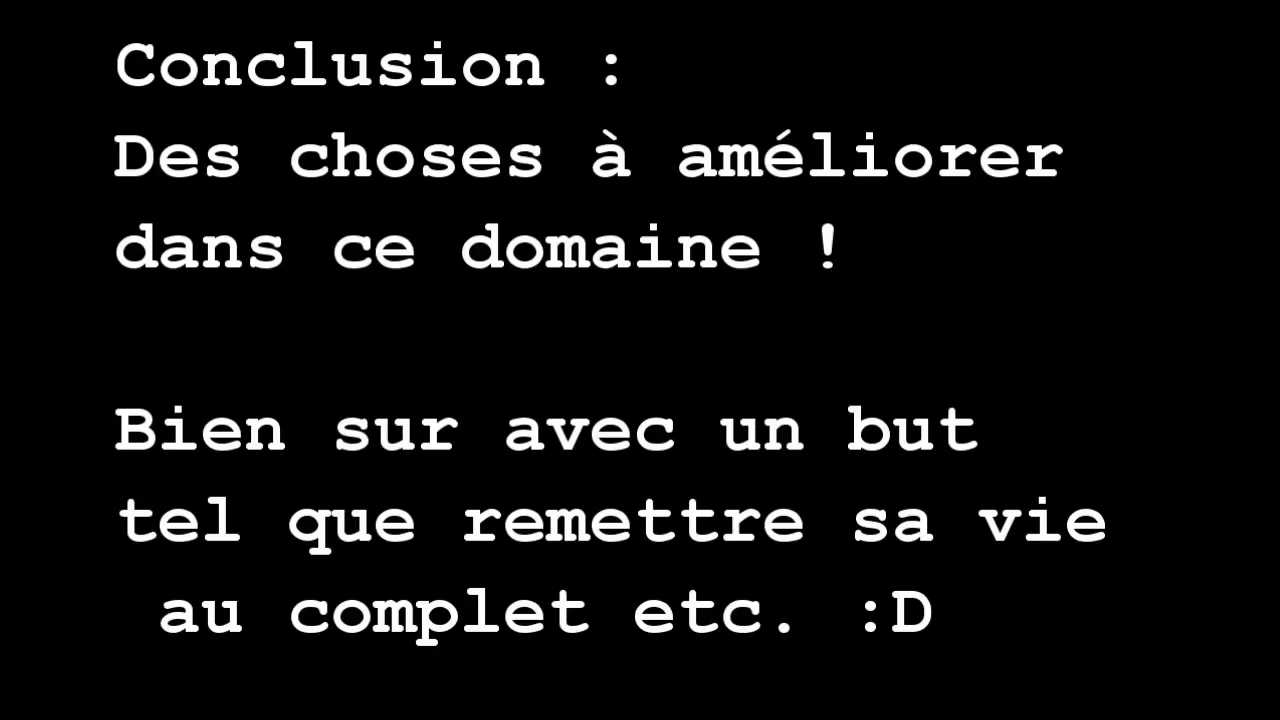 Conclusion :
Des choses à améliorer
dans ce domaine !
Bien sur avec un but
tel que remettre sa vie
au complet etc. :D